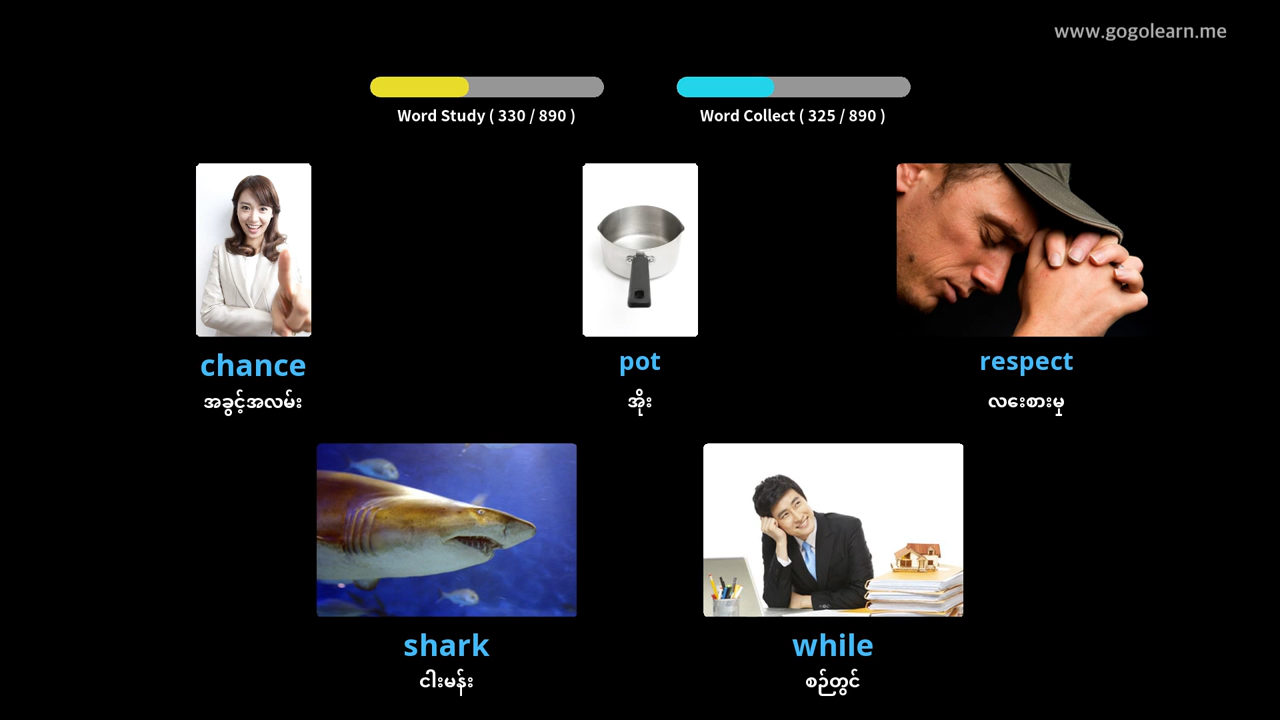 www.gogolearn.me
Word Study ( 330 / 890 )
Word Collect ( 325 / 890 )
chance
pot
respect
အခွင့်အလမ်း
အိုး
လေးစားမှု
shark
while
ငါးမန်း
စဉ်တွင်